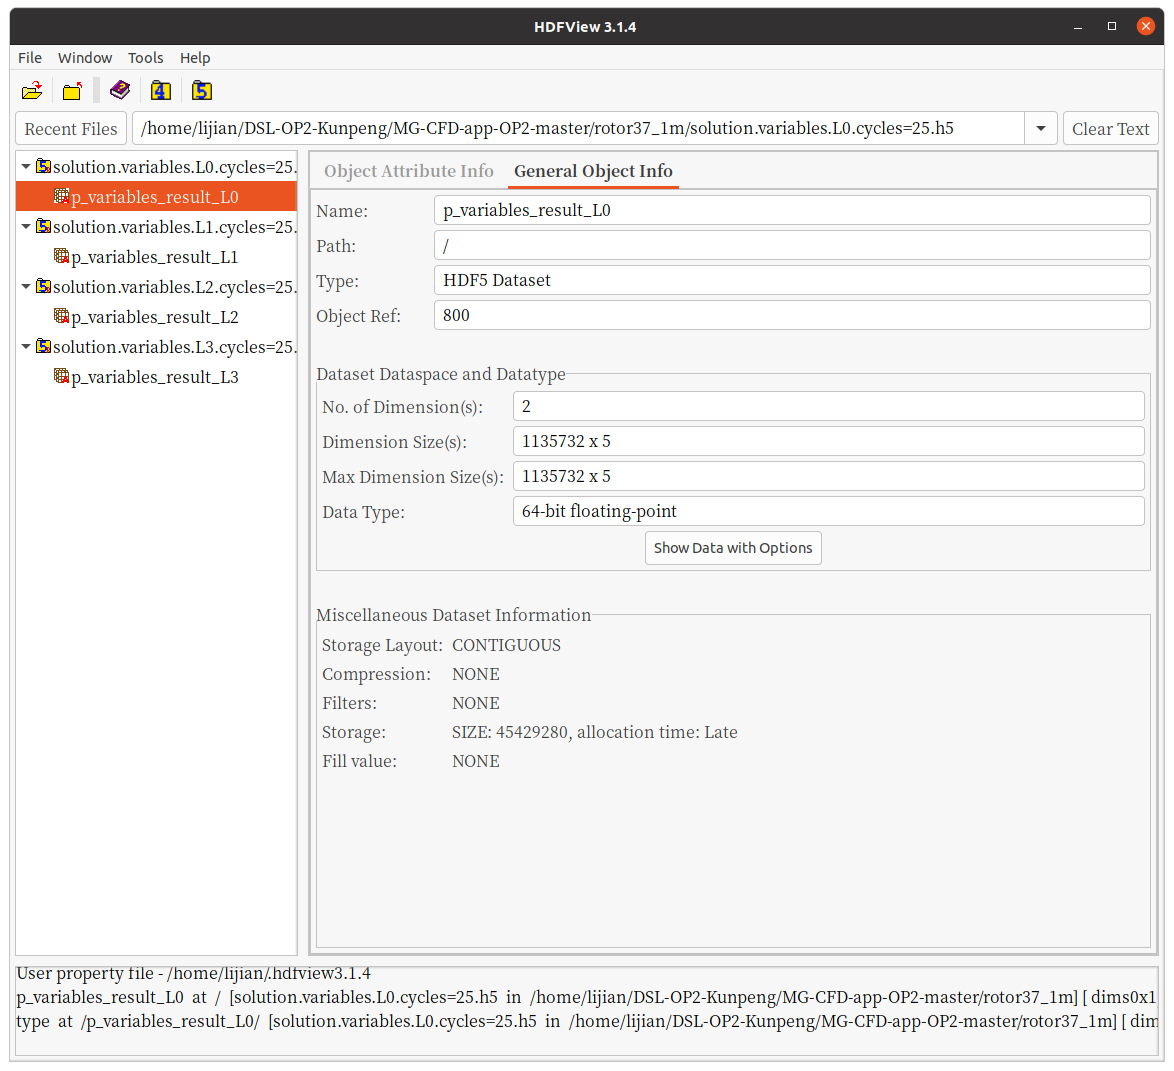 HDFView 3.1.4
File Window Tools Help
Recent Files /home/lijian/DSL-OP2-Kunpeng/MG-CFD-app-OP2-master/rotor37_1m/solution.variables.L0.cycles=25.h5 Clear Text
solution.variables.L0.cycles=25.
p_variables_result_L0
solution.variables.L1.cycles=25.
p_variables_result_L1
solution.variables.L2.cycles=25.
p_variables_result_L2
solution.variables.L3.cycles=25.
p_variables_result_L3
Object Attribute Info General Object Info
Name: p_variables_result_L0
Path: /
Type: HDF5 Dataset
Object Ref: 800
Dataset Dataspace and Datatype
No. of Dimension(s): 2
Dimension Size(s): 1135732 x 5
Max Dimension Size(s): 1135732 x 5
Data Type: 64-bit floating-point
Show Data with Options
Miscellaneous Dataset Information
Storage Layout: CONTIGUOUS
Compression: NONE
Filters: NONE
Storage: SIZE: 45429280, allocation time: Late
Fill value: NONE
User property file - /home/lijian/.hdfview3.1.4
p_variables_result_L0 at / [solution.variables.L0.cycles=25.h5 in /home/lijian/DSL-OP2-Kunpeng/MG-CFD-app-OP2-master/rotor37_1m] [ dims0x1
type at /p_variables_result_L0/ [solution.variables.L0.cycles=25.h5 in /home/lijian/DSL-OP2-Kunpeng/MG-CFD-app-OP2-master/rotor37_1m] [ dim